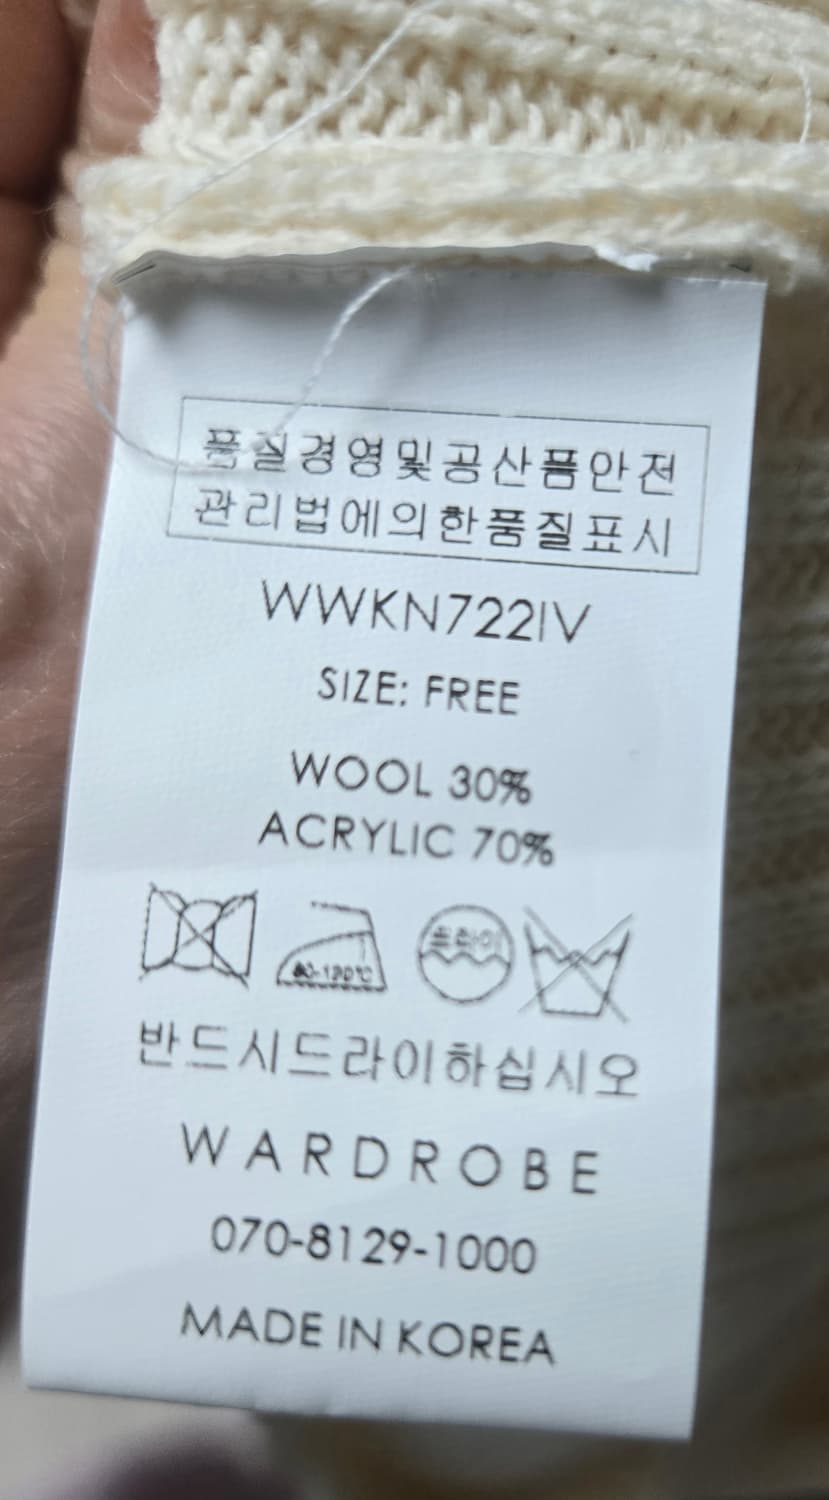 품질경영및공산품안전
관리법에의한품질표시
WWKN722IV
SIZE: FREE
WOOL 30%
ACRYLIC 70%
80-120℃ 드라이
반드시드라이하십시오
WARDROBE
070-8129-1000
MADE IN KOREA